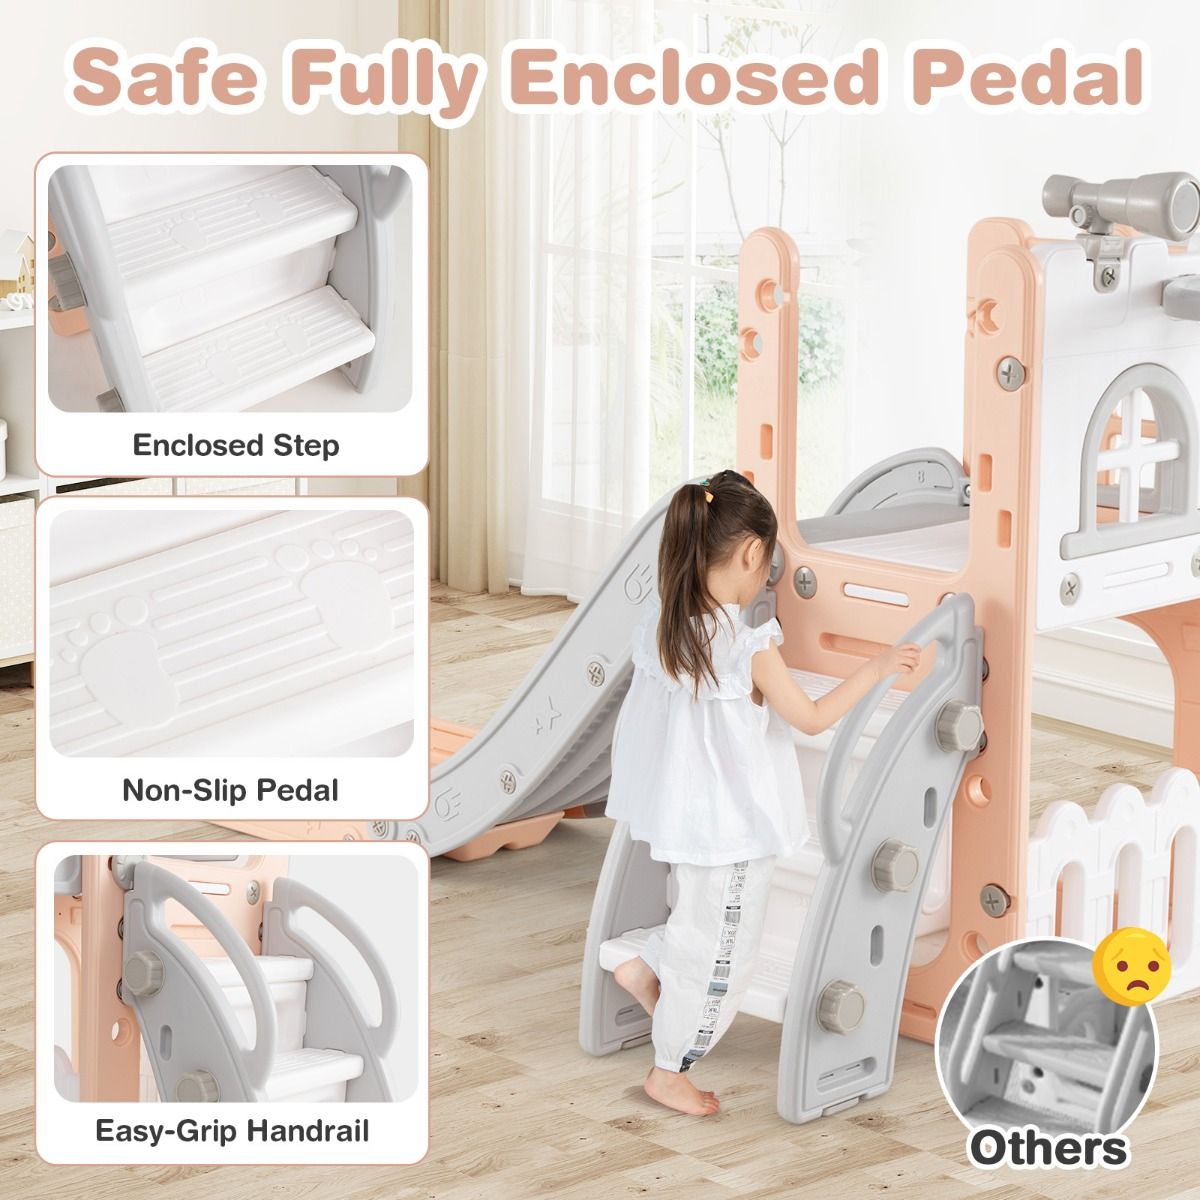 Safe Fully Enclosed Pedal
Enclosed Step
Non-Slip Pedal
Easy-Grip Handrail
Others